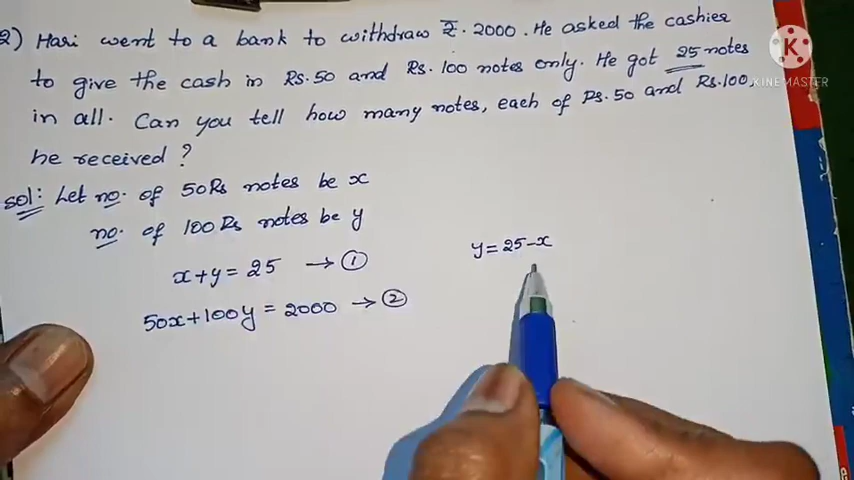 2) Hari went to a bank to withdraw ₹. 2000. He asked the cashier
to give the cash in Rs.50 and Rs.100 notes only. He got 25 notes
in all. Can you tell how many notes, each of Rs.50 and Rs.100,
he received ?
Sol: Let no. of 50Rs notes be x
no. of 100Rs notes be y
x+y = 25 → ①
50x+100y = 2000 → ②
y = 25-x
K
KINEMASTER